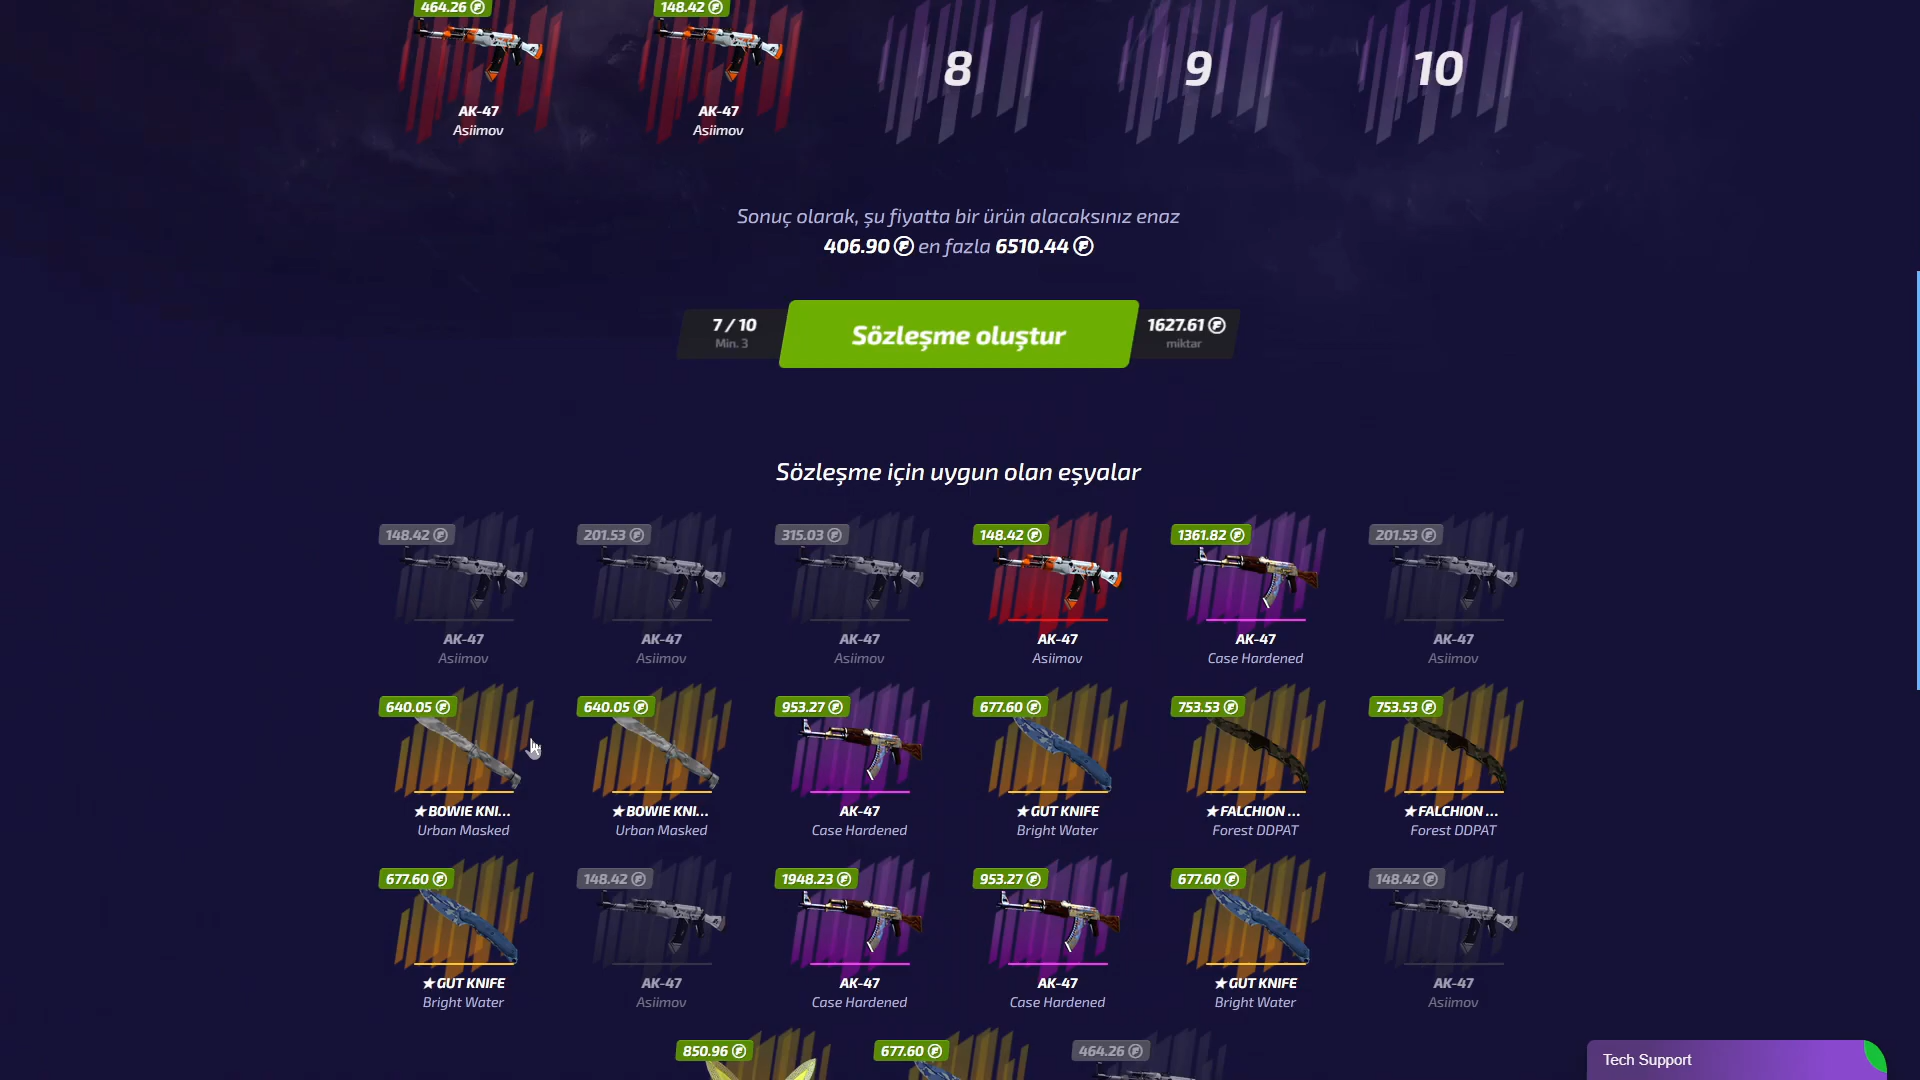 464.26
148.42
AK-47
Asiimov
AK-47
Asiimov
8
9
10
Sonuç olarak, şu fiyatta bir ürün alacaksınız enaz
406.90 en fazla 6510.44
7 / 10
Min. 3
Sözleşme oluştur
1627.61
miktar
Sözleşme için uygun olan eşyalar
148.42
201.53
315.03
148.42
1361.82
201.53
AK-47
Asiimov
AK-47
Asiimov
AK-47
Asiimov
AK-47
Asiimov
AK-47
Case Hardened
AK-47
Asiimov
640.05
640.05
953.27
677.60
753.53
753.53
★ BOWIE KNI...
Urban Masked
★ BOWIE KNI...
Urban Masked
AK-47
Case Hardened
★ GUT KNIFE
Bright Water
★ FALCHION ...
Forest DDPAT
★ FALCHION ...
Forest DDPAT
677.60
148.42
1948.23
953.27
677.60
148.42
★ GUT KNIFE
Bright Water
AK-47
Asiimov
AK-47
Case Hardened
AK-47
Case Hardened
★ GUT KNIFE
Bright Water
AK-47
Asiimov
850.96
677.60
464.26
Tech Support